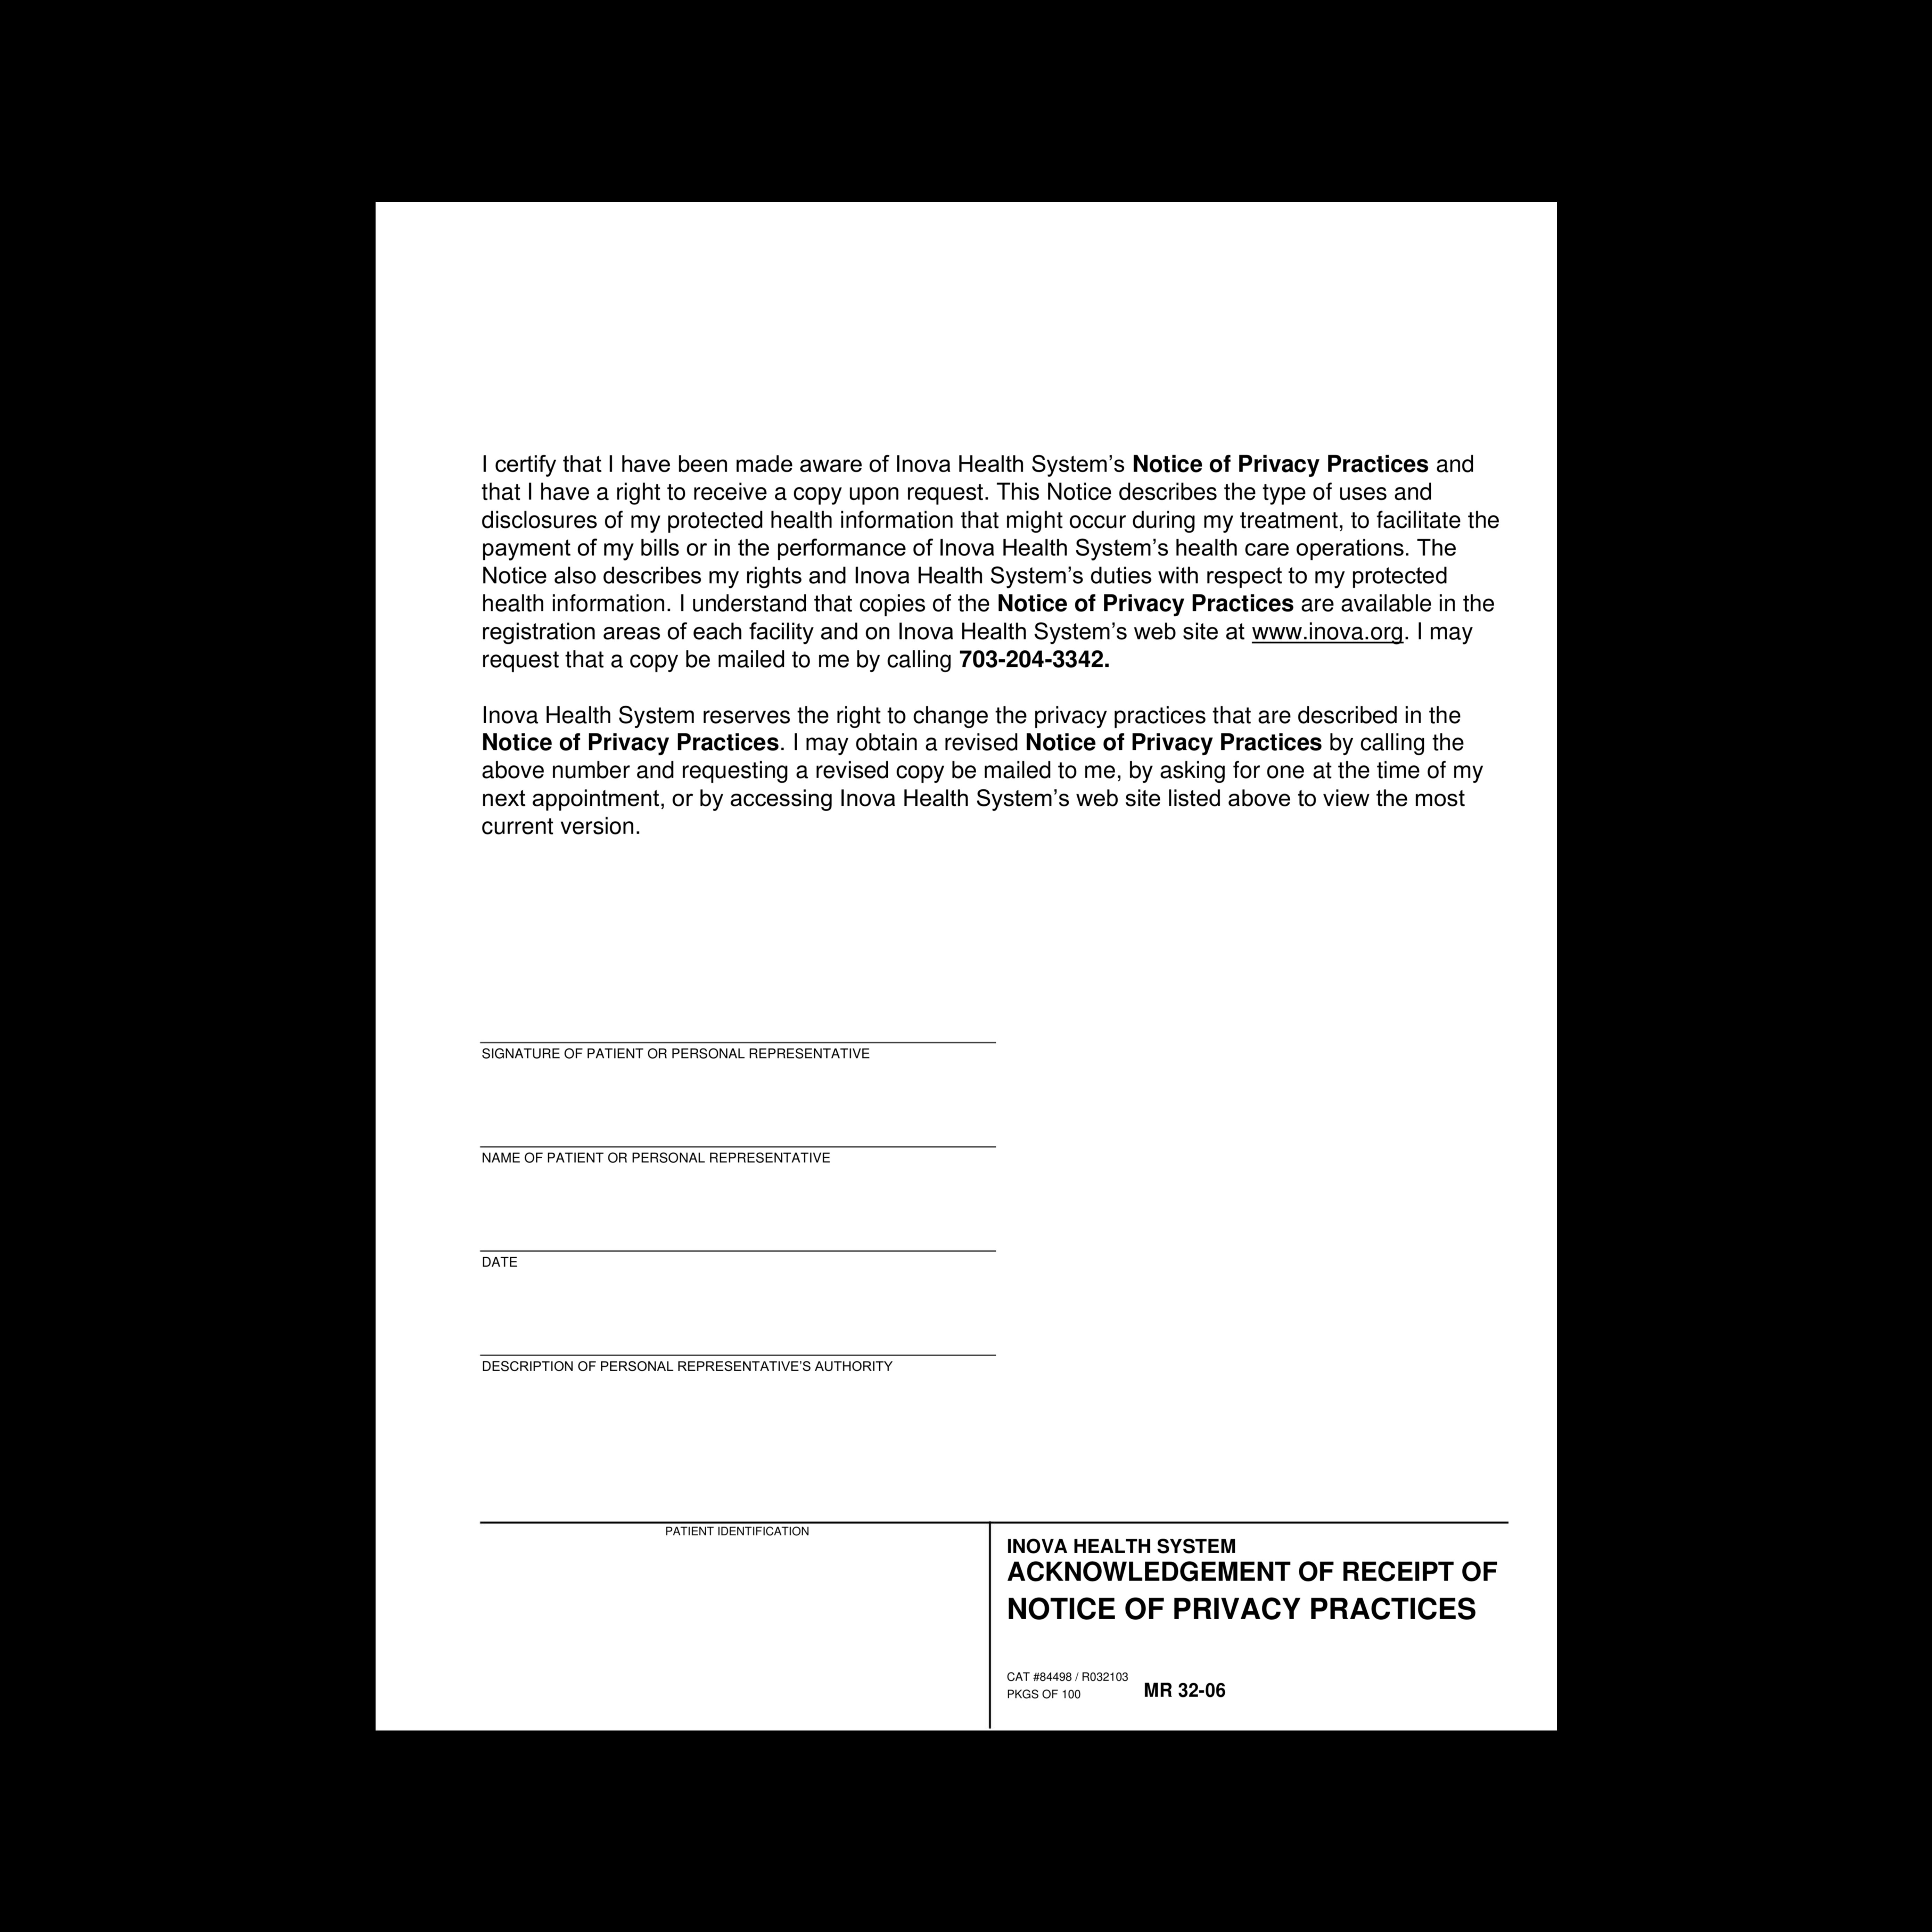 I certify that I have been made aware of Inova Health System’s Notice of Privacy Practices and
that I have a right to receive a copy upon request. This Notice describes the type of uses and
disclosures of my protected health information that might occur during my treatment, to facilitate the
payment of my bills or in the performance of Inova Health System’s health care operations. The
Notice also describes my rights and Inova Health System’s duties with respect to my protected
health information. I understand that copies of the Notice of Privacy Practices are available in the
registration areas of each facility and on Inova Health System’s web site at www.inova.org. I may
request that a copy be mailed to me by calling 703-204-3342.
Inova Health System reserves the right to change the privacy practices that are described in the
Notice of Privacy Practices. I may obtain a revised Notice of Privacy Practices by calling the
above number and requesting a revised copy be mailed to me, by asking for one at the time of my
next appointment, or by accessing Inova Health System’s web site listed above to view the most
current version.
SIGNATURE OF PATIENT OR PERSONAL REPRESENTATIVE
NAME OF PATIENT OR PERSONAL REPRESENTATIVE
DATE
DESCRIPTION OF PERSONAL REPRESENTATIVE’S AUTHORITY
PATIENT IDENTIFICATION
INOVA HEALTH SYSTEM
ACKNOWLEDGEMENT OF RECEIPT OF
NOTICE OF PRIVACY PRACTICES
CAT #84498 / R032103
PKGS OF 100 MR 32-06